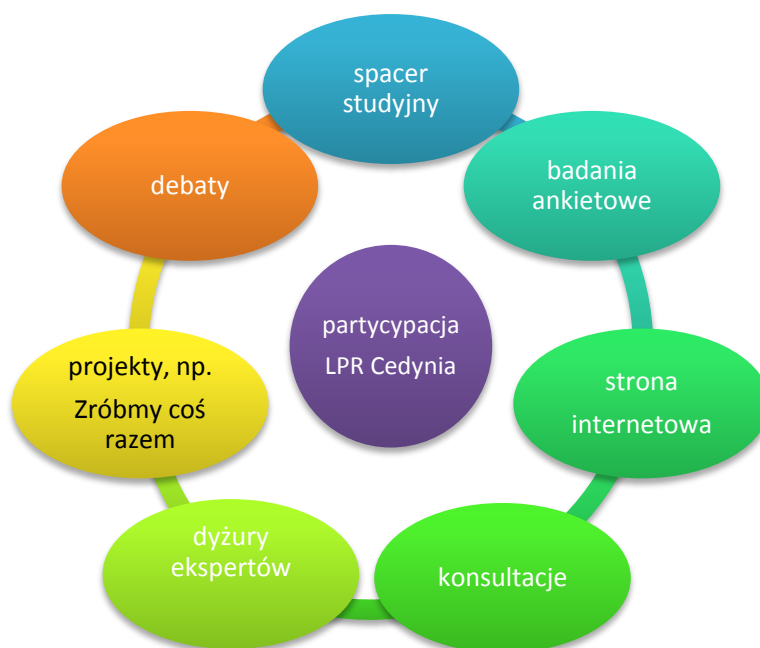 spacer
studyjny
badania
ankietowe
strona
internetowa
konsultacje
dyżury
ekspertów
projekty, np.
Zróbmy coś
razem
debaty
partycypacja
LPR Cedynia